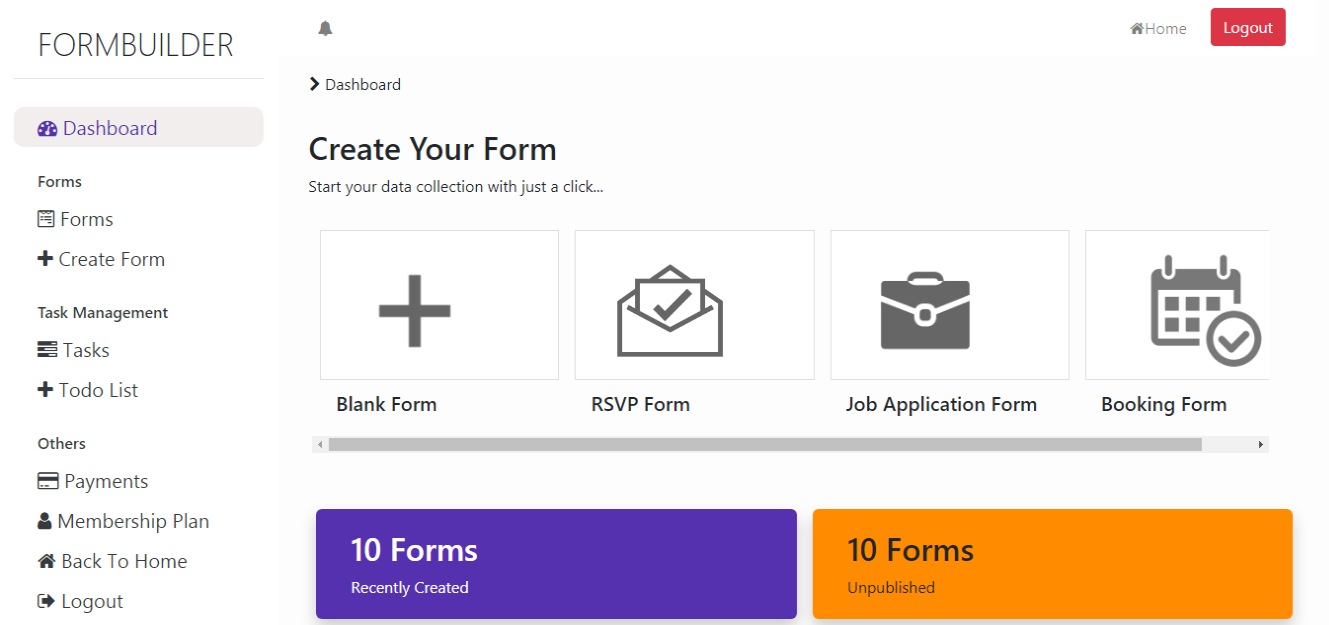 FORMBUILDER
Dashboard
Forms
Forms
Create Form
Task Management
Tasks
Todo List
Others
Payments
Membership Plan
Back To Home
Logout
Home
Logout
Dashboard
Create Your Form
Start your data collection with just a click...
Blank Form
RSVP Form
Job Application Form
Booking Form
10 Forms
Recently Created
10 Forms
Unpublished